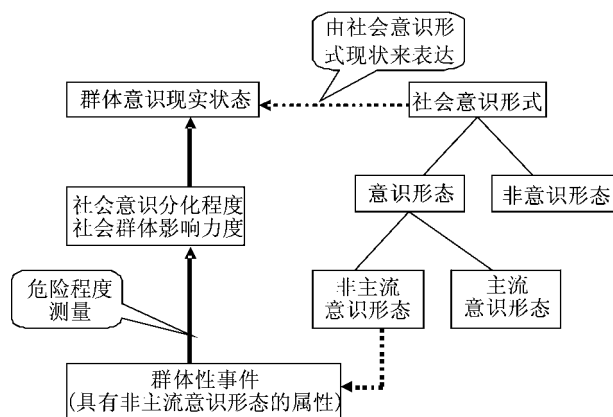 由社会意识形
式现状来表达
群体意识现实状态
社会意识形式
意识形态
非意识形态
社会意识分化程度
社会群体影响力度
非主流
意识形态
主流
意识形态
危险程度
测量
群体性事件
(具有非主流意识形态的属性)